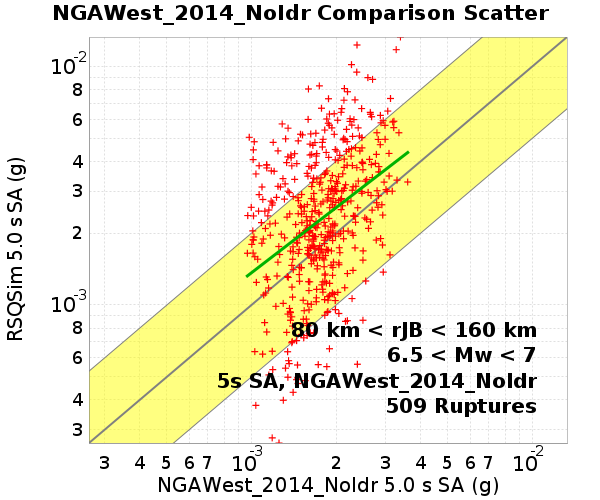 NGAWest_2014_NoIdr Comparison Scatter
RSQSim 5.0 s SA (g)
10-2
8
6
4
3
2
10-3
8
6
4
3
80 km < rJB < 160 km
6.5 < Mw < 7
5s SA, NGAWest_2014_NoIdr
509 Ruptures
3 4 5 6 7 10-3 2 3 4 5 6 7 10-2
NGAWest_2014_NoIdr 5.0 s SA (g)